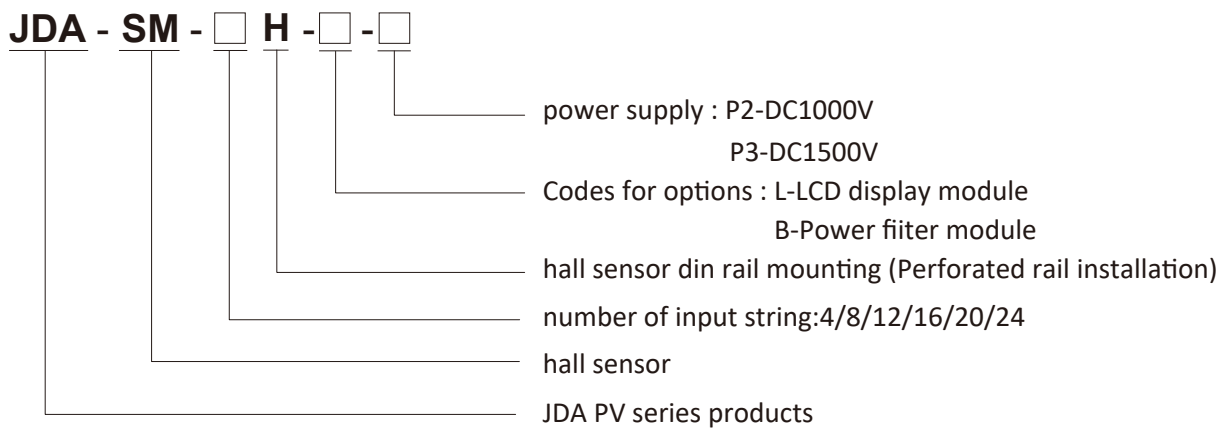 JDA - SM - □ H -□ -□
power supply : P2-DC1000V
P3-DC1500V
Codes for options : L-LCD display module
B-Power fiiter module
hall sensor din rail mounting (Perforated rail installation)
number of input string:4/8/12/16/20/24
hall sensor
JDA PV series products